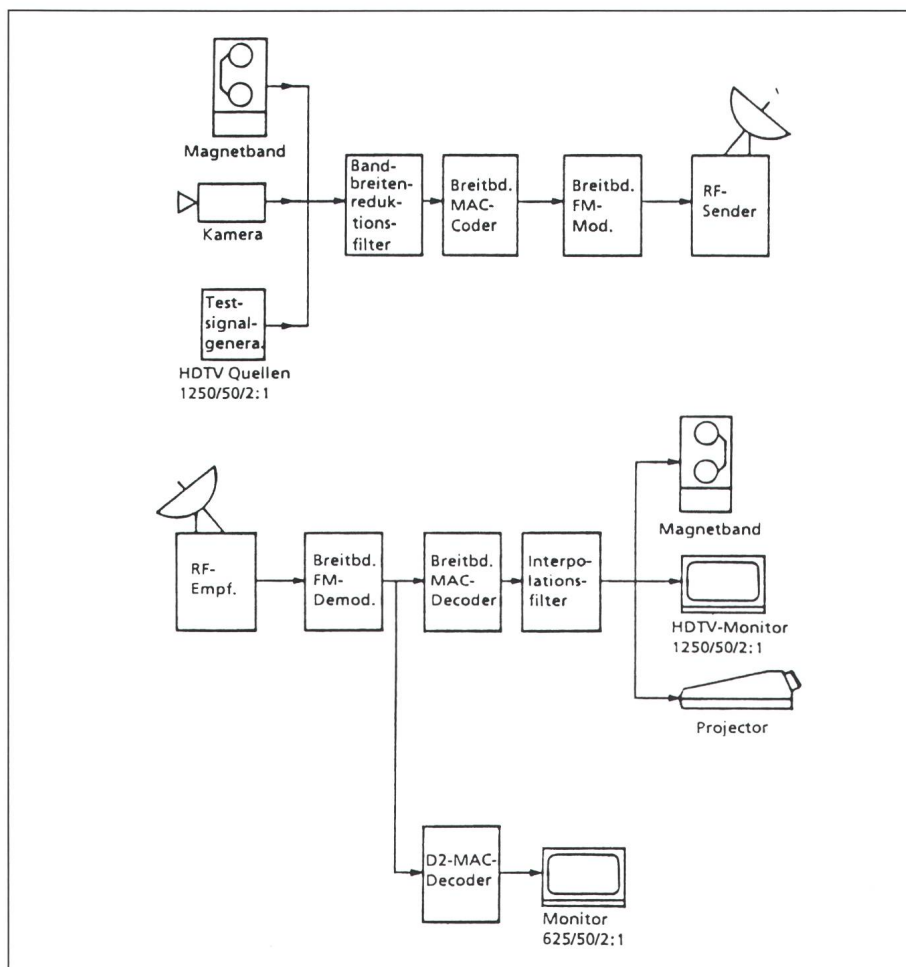 Magnetband
Kamera
Test-
signal-
genera.
HDTV Quellen
1250/50/2:1
Band-
breiten-
reduk-
tions-
filter
Breitbd.
MAC-
Coder
Breitbd.
FM-
Mod.
RF-
Sender
RF-
Empf.
Breitbd.
FM-
Demod.
Breitbd.
MAC-
Decoder
Interpo-
lations-
filter
Magnetband
HDTV-Monitor
1250/50/2:1
Projector
D2-MAC-
Decoder
Monitor
625/50/2:1